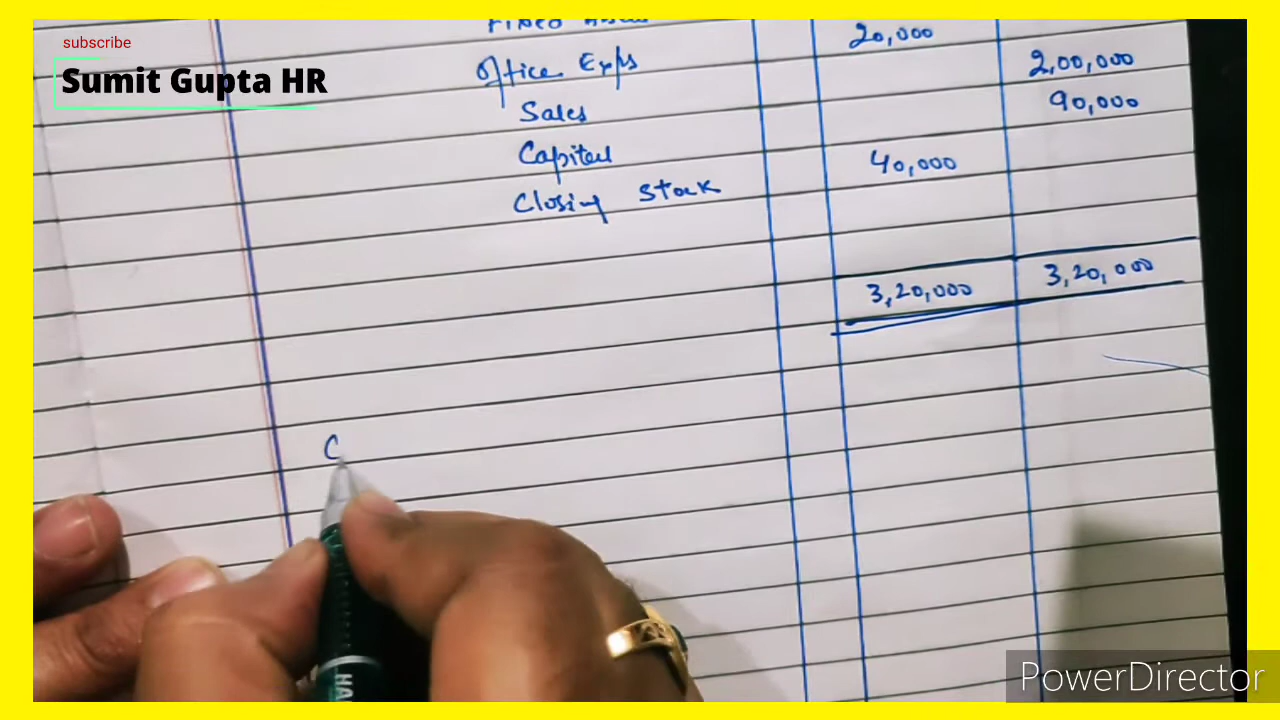 subscribe
Sumit Gupta HR
20,000
Office Exps 2,00,000
Sales 90,000
Capital 40,000
Closing Stock
3,20,000 3,20,000
C
PowerDirector